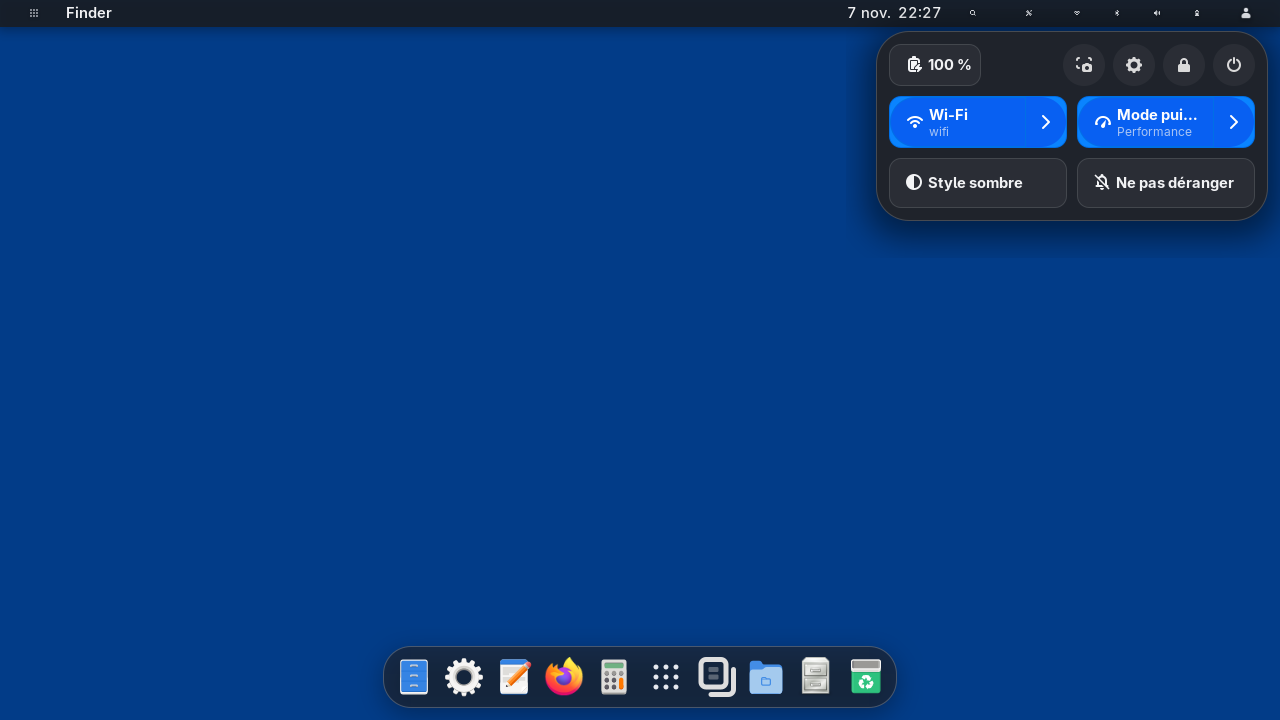 Finder
7 nov. 22:27
100 %
Wi-Fi
wifi
Mode pui…
Performance
Style sombre
Ne pas déranger